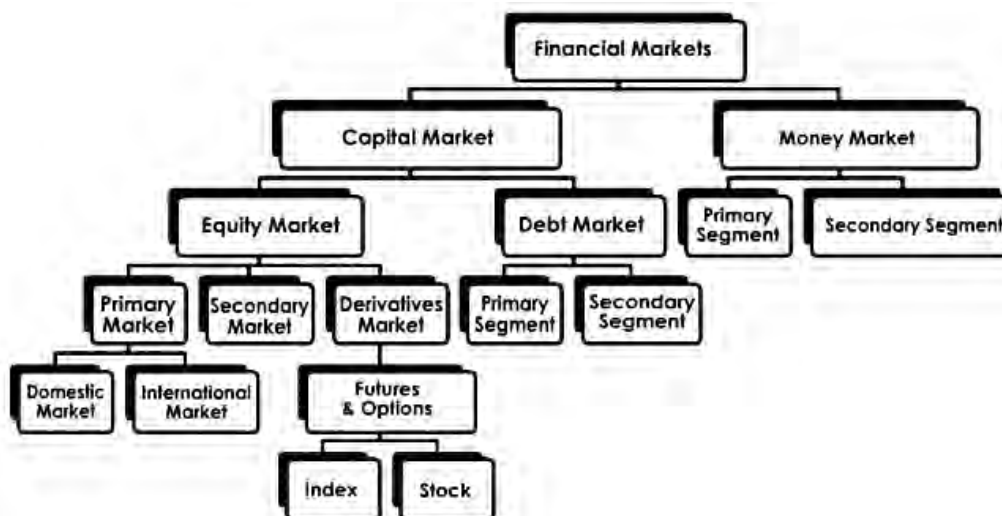 Financial Markets
Capital Market
Money Market
Equity Market
Debt Market
Primary
Segment
Secondary Segment
Primary
Market
Secondary
Market
Derivatives
Market
Primary
Segment
Secondary
Segment
Domestic
Market
International
Market
Futures
& Options
Index
Stock